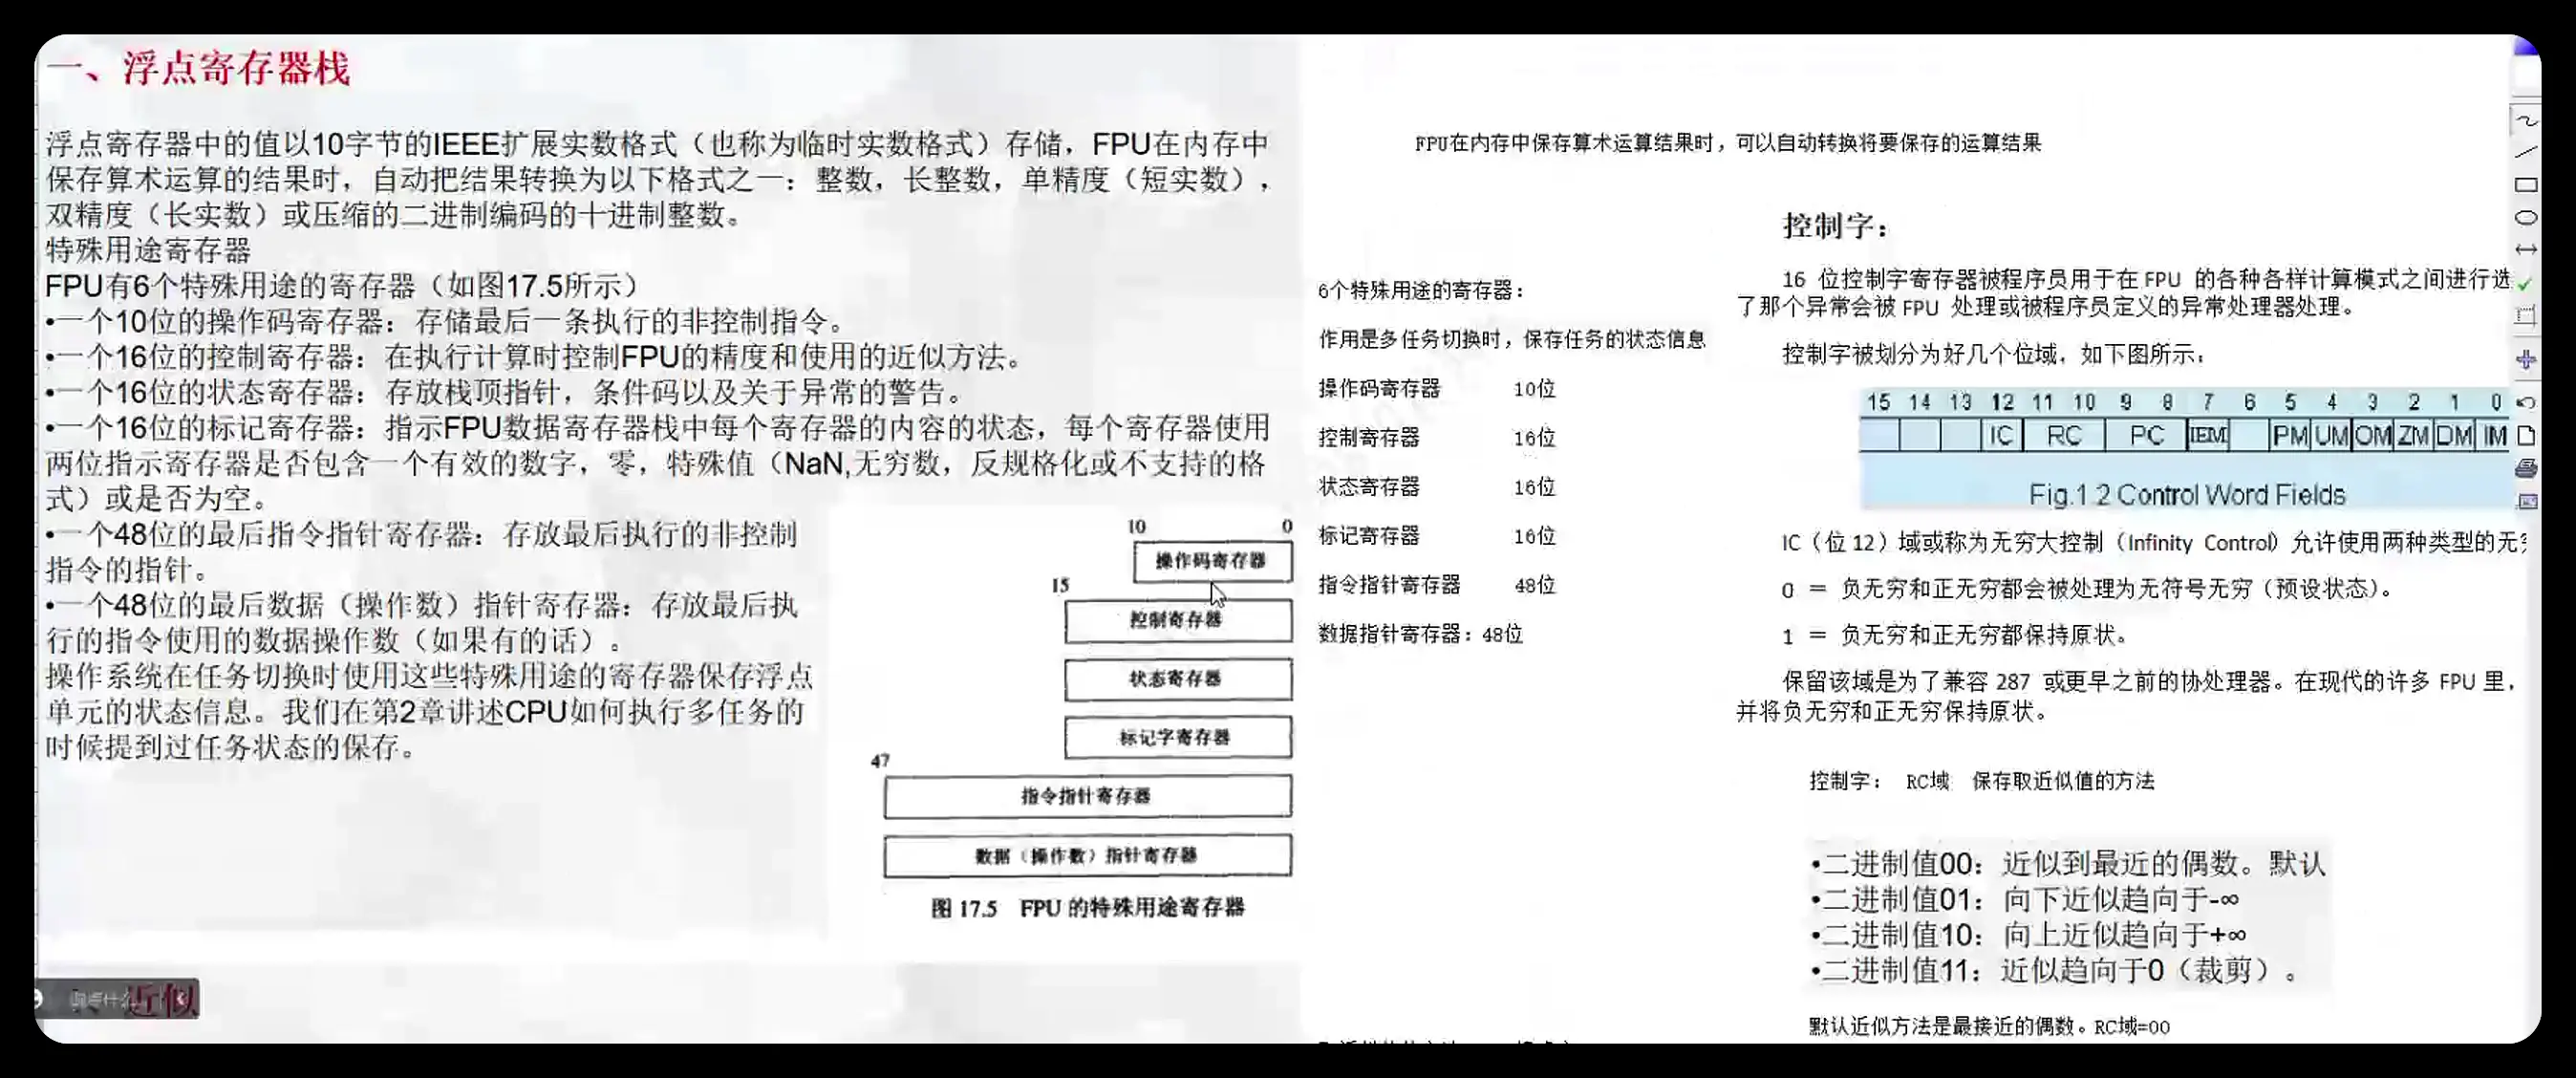 一、浮点寄存器栈
浮点寄存器中的值以10字节的IEEE扩展实数格式（也称为临时实数格式）存储，FPU在内存中
保存算术运算的结果时，自动把结果转换为以下格式之一：整数，长整数，单精度（短实数），
双精度（长实数）或压缩的二进制编码的十进制整数。
特殊用途寄存器
FPU有6个特殊用途的寄存器（如图17.5所示）
•一个10位的操作码寄存器：存储最后一条执行的非控制指令。
•一个16位的控制寄存器：在执行计算时控制FPU的精度和使用的近似方法。
•一个16位的状态寄存器：存放栈顶指针，条件码以及关于异常的警告。
•一个16位的标记寄存器：指示FPU数据寄存器栈中每个寄存器的内容的状态，每个寄存器使用
两位指示寄存器是否包含一个有效的数字，零，特殊值（NaN,无穷数，反规格化或不支持的格
式）或是否为空。
•一个48位的最后指令指针寄存器：存放最后执行的非控制
指令的指针。
•一个48位的最后数据（操作数）指针寄存器：存放最后执
行的指令使用的数据操作数（如果有的话）。
操作系统在任务切换时使用这些特殊用途的寄存器保存浮点
单元的状态信息。我们在第2章讲述CPU如何执行多任务的
时候提到过任务状态的保存。
10 0
操作码寄存器
15
控制寄存器
状态寄存器
标记字寄存器
47
指令指针寄存器
数据（操作数）指针寄存器
图 17.5 FPU 的特殊用途寄存器
近似
FPU在内存中保存算术运算结果时，可以自动转换将要保存的运算结果
6个特殊用途的寄存器：
作用是多任务切换时，保存任务的状态信息
操作码寄存器 10位
控制寄存器 16位
状态寄存器 16位
标记寄存器 16位
指令指针寄存器 48位
数据指针寄存器：48位
控制字：
16 位控制字寄存器被程序员用于在 FPU 的各种各样计算模式之间进行选
了那个异常会被 FPU 处理或被程序员定义的异常处理器处理。
控制字被划分为好几个位域，如下图所示：
15 14 13 12 11 10 9 8 7 6 5 4 3 2 1 0
IC RC PC IEM PM UM OM ZM DM IM
Fig.1 2 Control Word Fields
IC（位 12）域或称为无穷大控制（Infinity Control）允许使用两种类型的无
0 = 负无穷和正无穷都会被处理为无符号无穷（预设状态）。
1 = 负无穷和正无穷都保持原状。
保留该域是为了兼容 287 或更早之前的协处理器。在现代的许多 FPU 里，
并将负无穷和正无穷保持原状。
控制字： RC域 保存取近似值的方法
•二进制值00：近似到最近的偶数。默认
•二进制值01：向下近似趋向于-∞
•二进制值10：向上近似趋向于+∞
•二进制值11：近似趋向于0（裁剪）。
默认近似方法是最接近的偶数。RC域=00